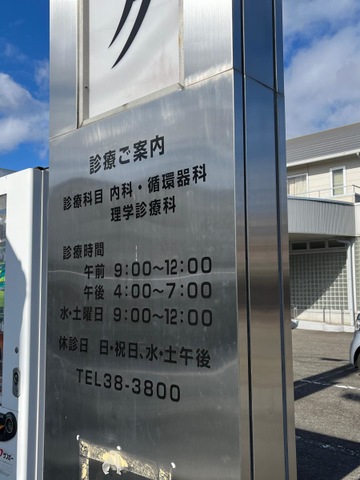 診療ご案内
診療科目 内科・循環器科
理学診療科
診療時間
午前 9:00〜12:00
午後 4:00〜7:00
水・土曜日 9:00〜12:00
休診日 日・祝日、水・土午後
TEL38-3800